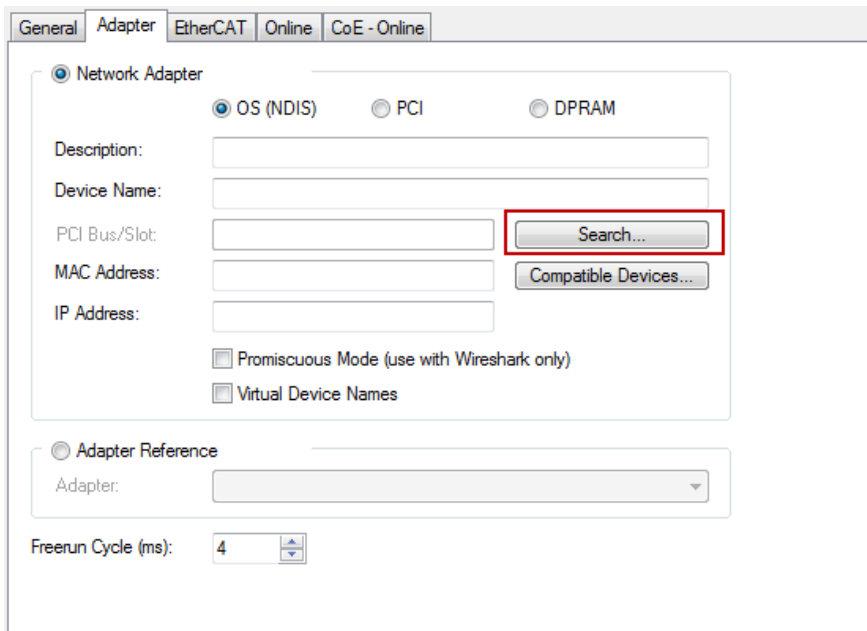 General Adapter EtherCAT Online CoE - Online
Network Adapter
OS (NDIS) PCI DPRAM
Description:
Device Name:
PCI Bus/Slot: Search...
MAC Address: Compatible Devices...
IP Address:
Promiscuous Mode (use with Wireshark only)
Virtual Device Names
Adapter Reference
Adapter:
Freerun Cycle (ms): 4